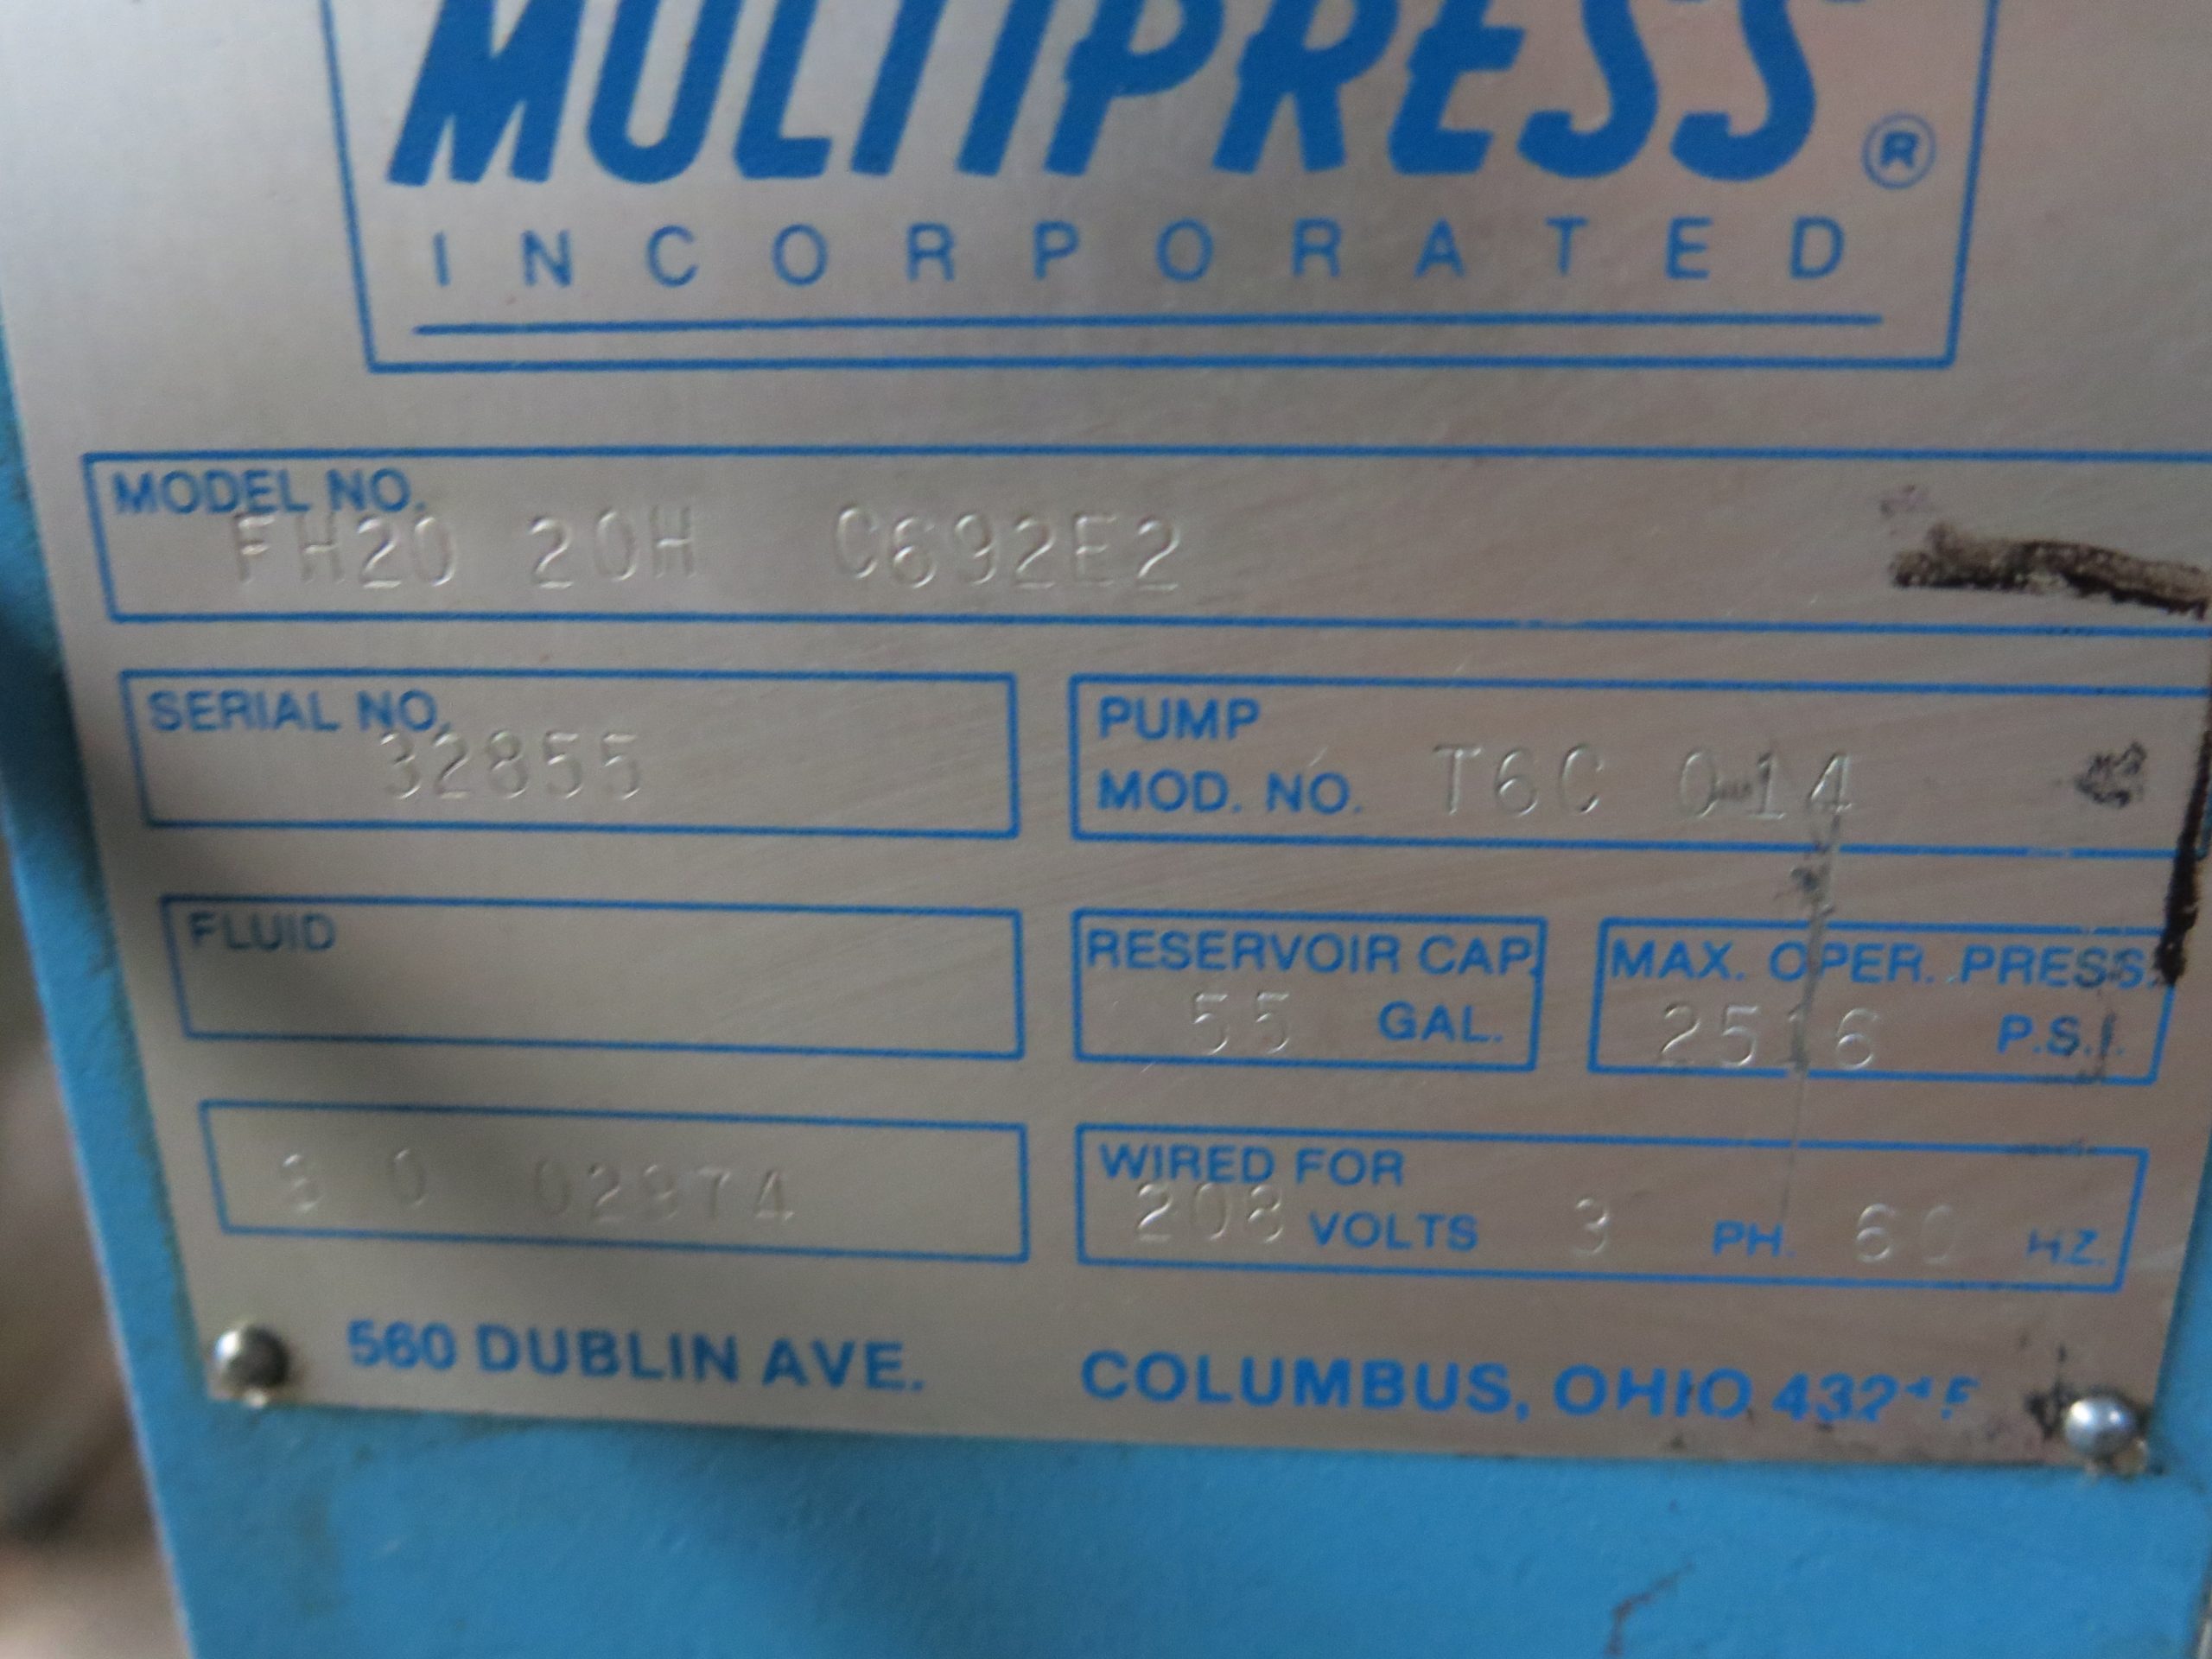 MULTIPRESS ®
INCORPORATED
MODEL NO.
FH20 20H C692E2
SERIAL NO.
32855
PUMP
MOD. NO. T6C 0-14
FLUID
RESERVOIR CAP.
55 GAL.
MAX. OPER. PRESS.
2516 P.S.I.
S O 02874
WIRED FOR
208 VOLTS 3 PH. 60 HZ.
560 DUBLIN AVE. COLUMBUS, OHIO 43215